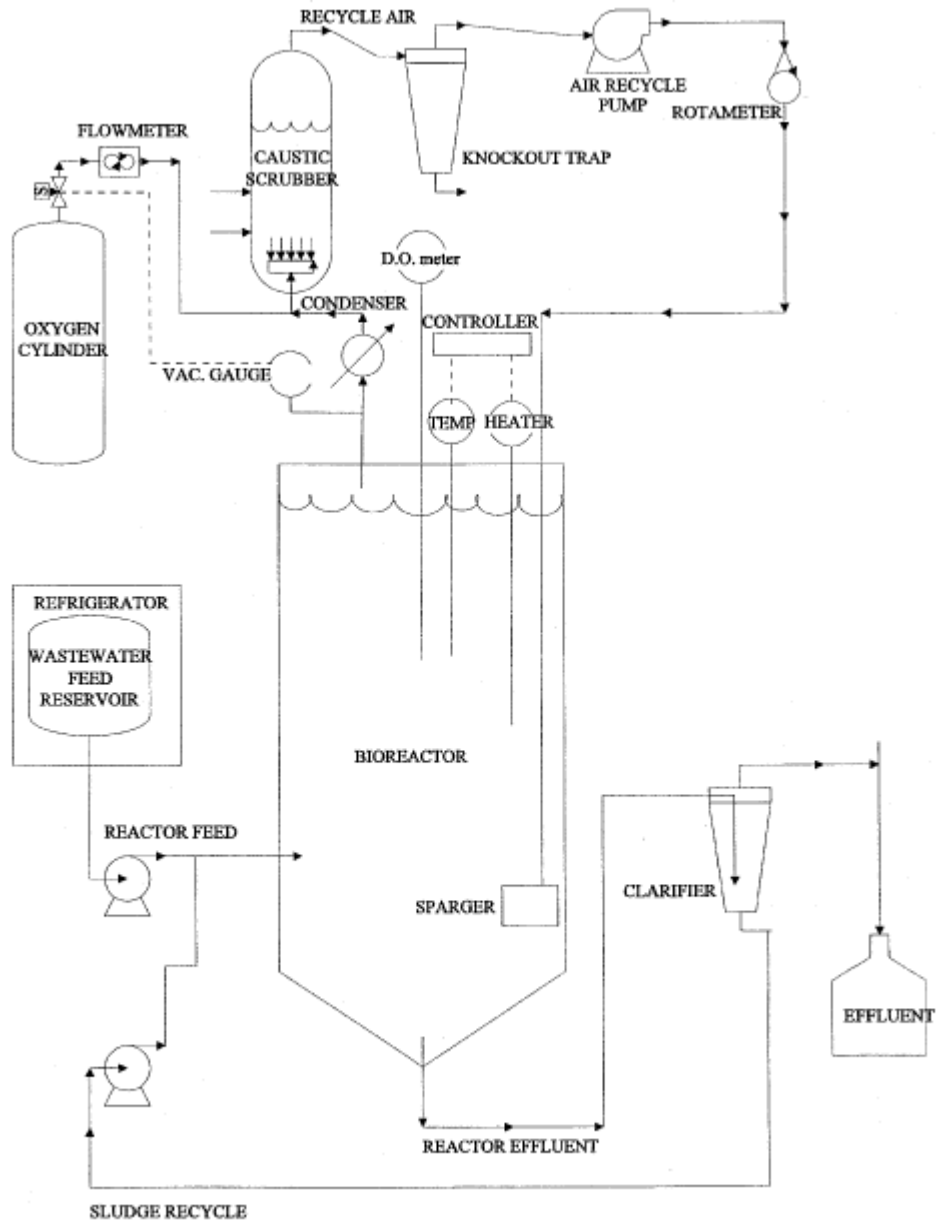 RECYCLE AIR
AIR RECYCLE
PUMP
ROTAMETER
FLOWMETER
CAUSTIC
SCRUBBER
KNOCKOUT TRAP
S
D.O. meter
CONDENSER
CONTROLLER
OXYGEN
CYLINDER
VAC. GAUGE
TEMP
HEATER
REFRIGERATOR
WASTEWATER
FEED
RESERVOIR
BIOREACTOR
REACTOR FEED
SPARGER
CLARIFIER
EFFLUENT
REACTOR EFFLUENT
SLUDGE RECYCLE